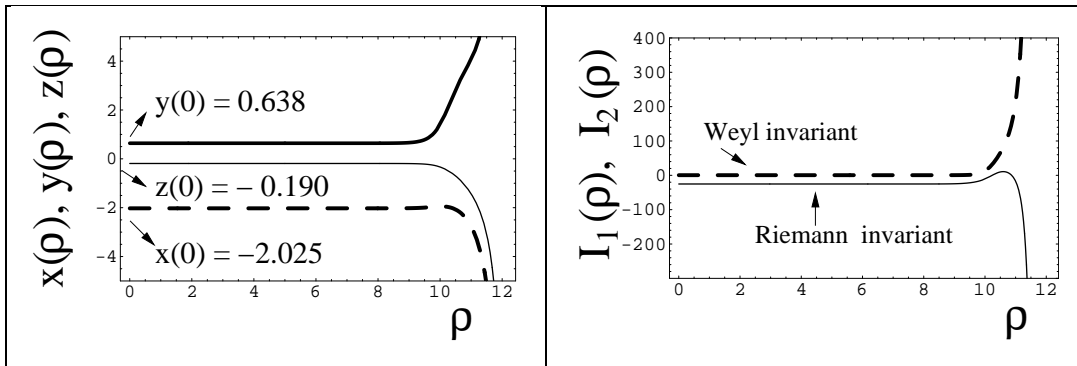 x(ρ), y(ρ), z(ρ)
4
2
0
-2
-4
y(0) = 0.638
z(0) = − 0.190
x(0) = −2.025
0 2 4 6 8 10 12
ρ
I₁(ρ), I₂(ρ)
400
300
200
100
0
-100
-200
Weyl invariant
Riemann invariant
0 2 4 6 8 10 12
ρ